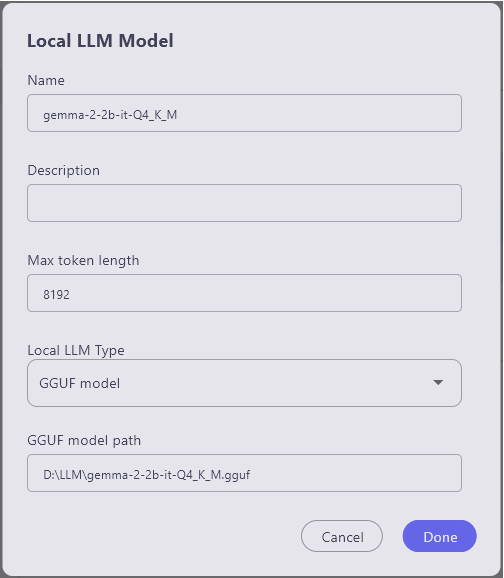 Local LLM Model
Name
gemma-2-2b-it-Q4_K_M
Description
Max token length
8192
Local LLM Type
GGUF model
GGUF model path
D:\LLM\gemma-2-2b-it-Q4_K_M.gguf
Cancel Done